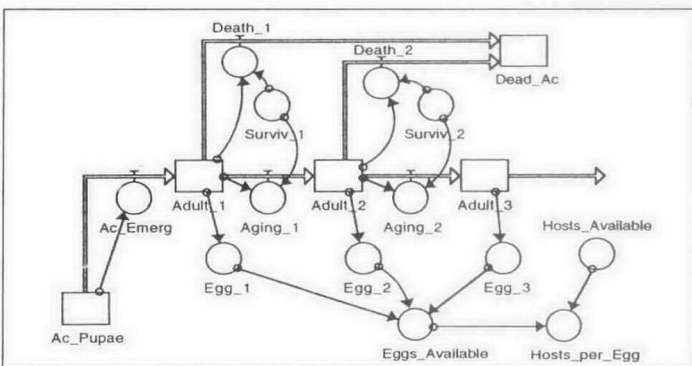 Death_1
Death_2
Dead_Ac
Surviv_1
Surviv_2
Adult_1
Adult_2
Adult_3
Ac_Emerg
Aging_1
Aging_2
Hosts_Available
Egg_1
Egg_2
Egg_3
Ac_Pupae
Eggs_Available
Hosts_per_Egg